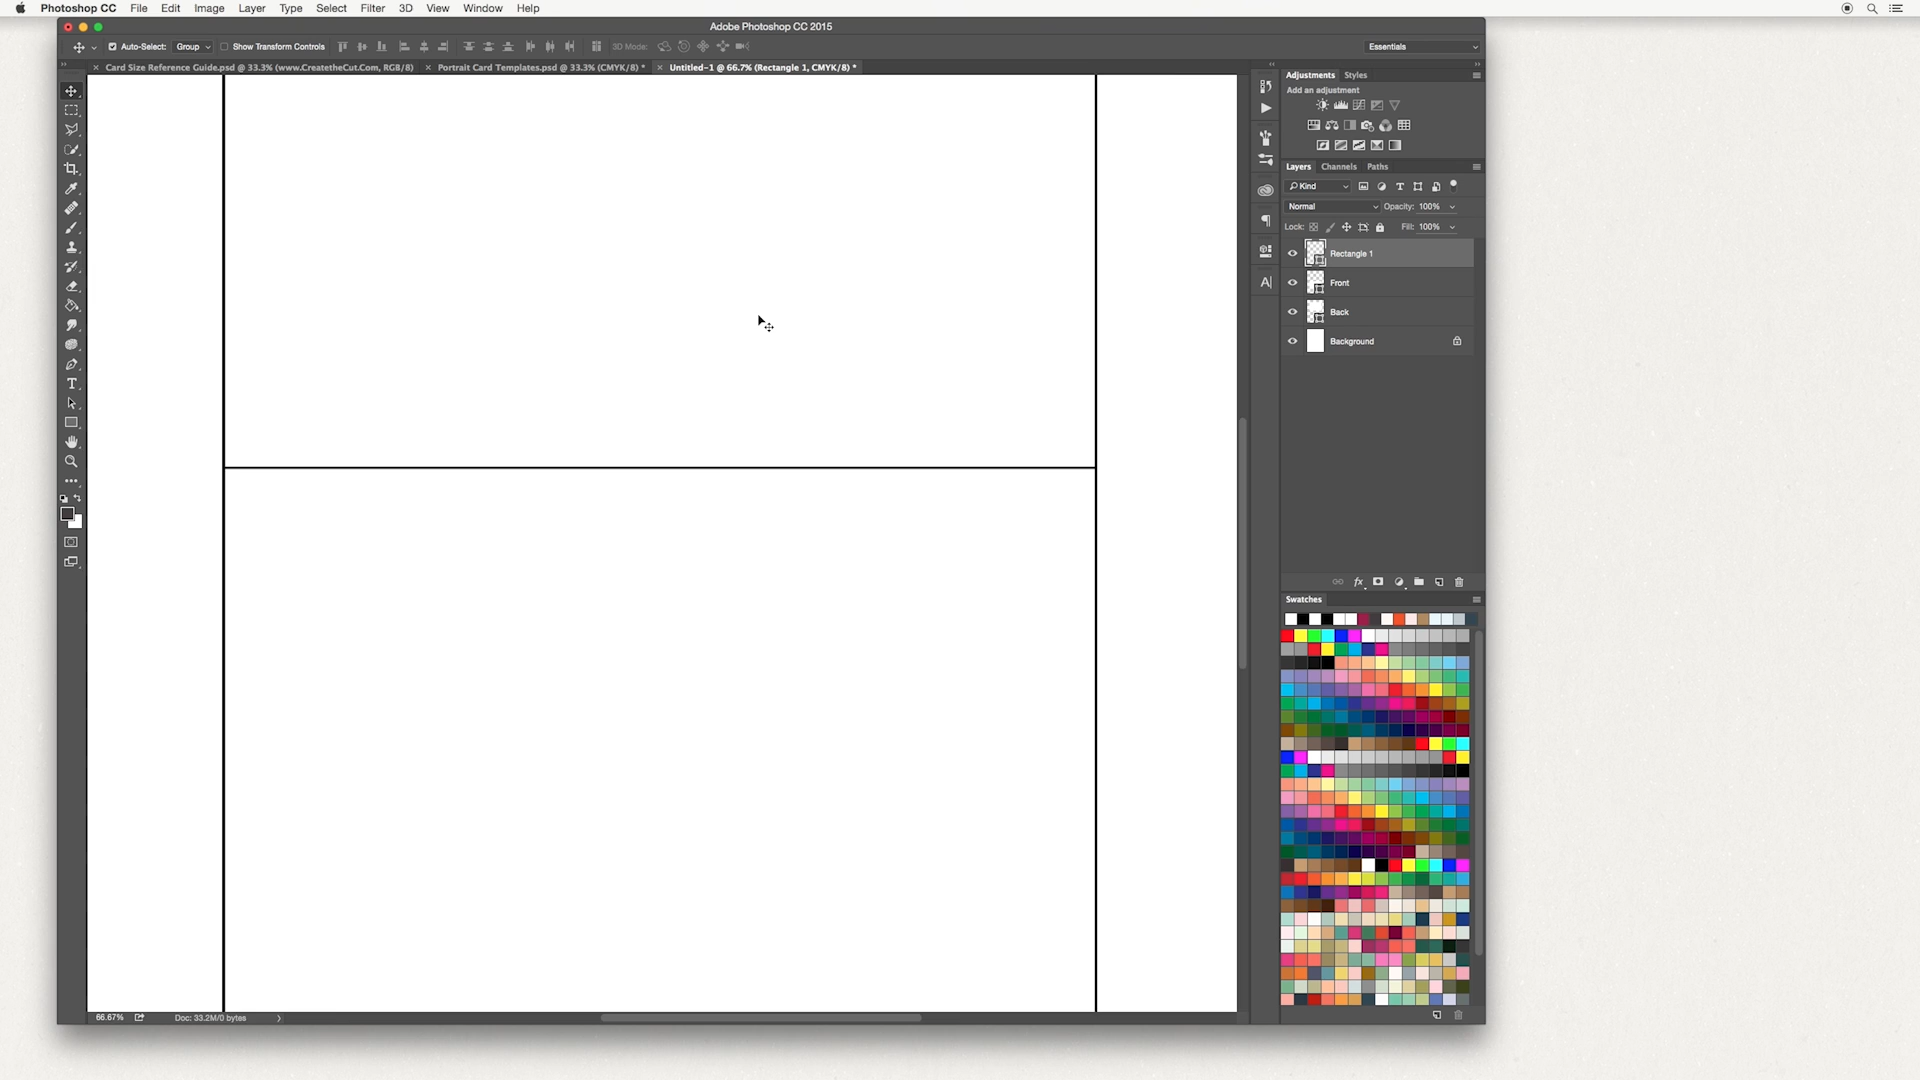 Photoshop CC File Edit Image Layer Type Select Filter 3D View Window Help
Adobe Photoshop CC 2015
Auto-Select: Group Show Transform Controls 3D Mode: Essentials
Card Size Reference Guide.psd @ 33.3% (www.CreatetheCut.Com, RGB/8) Portrait Card Templates.psd @ 33.3% (CMYK/8) * Untitled-1 @ 66.7% (Rectangle 1, CMYK/8) *
Adjustments Styles
Add an adjustment
Layers Channels Paths
Kind
Normal Opacity: 100%
Lock: Fill: 100%
Rectangle 1
Front
Back
Background
fx
Swatches
66.67% Doc: 33.2M/0 bytes